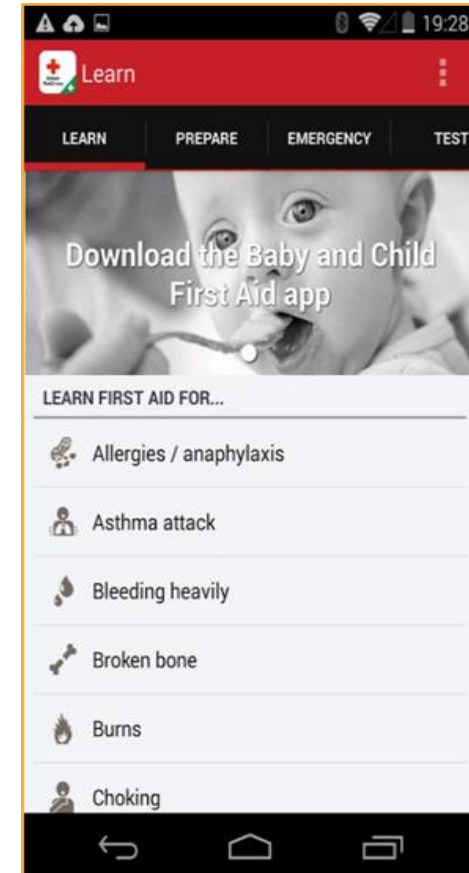 19:28
Learn
LEARN PREPARE EMERGENCY TEST
Download the Baby and Child
First Aid app
LEARN FIRST AID FOR...
Allergies / anaphylaxis
Asthma attack
Bleeding heavily
Broken bone
Burns
Choking